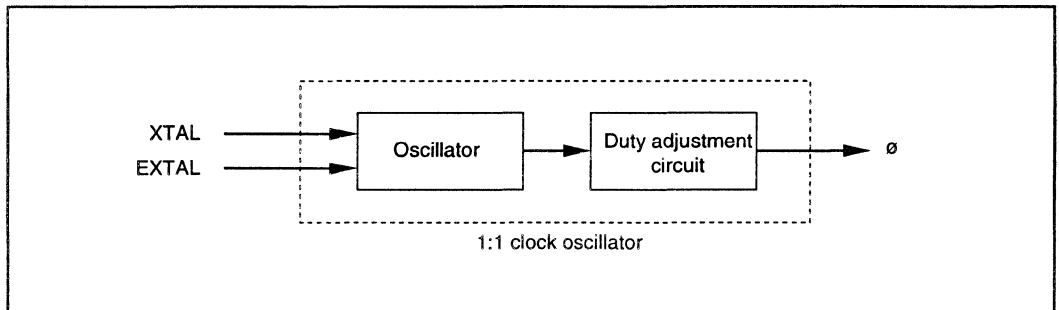 XTAL
EXTAL
Oscillator
Duty adjustment
circuit
ø
1:1 clock oscillator